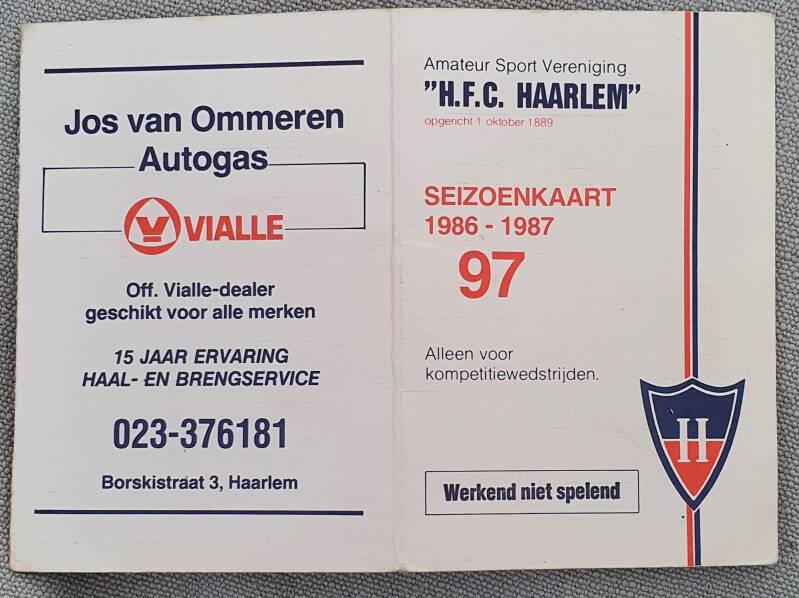 Jos van Ommeren
Autogas
VIALLE
Off. Vialle-dealer
geschikt voor alle merken
15 JAAR ERVARING
HAAL- EN BRENGSERVICE
023-376181
Borskistraat 3, Haarlem
Amateur Sport Vereniging
"H.F.C. HAARLEM"
opgericht 1 oktober 1889
SEIZOENKAART
1986 - 1987
97
Alleen voor
kompetitiewedstrijden.
H
Werkend niet spelend